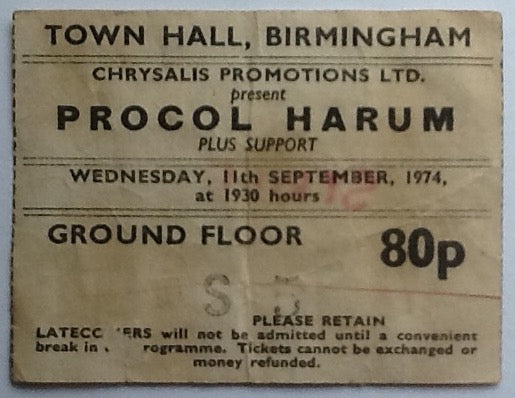 TOWN HALL, BIRMINGHAM
CHRYSALIS PROMOTIONS LTD.
present
PROCOL HARUM
PLUS SUPPORT
WEDNESDAY, 11th SEPTEMBER, 1974,
at 1930 hours
GROUND FLOOR 80p
PLEASE RETAIN
will not be admitted until a convenient
break in Tickets cannot be exchanged or
money refunded.